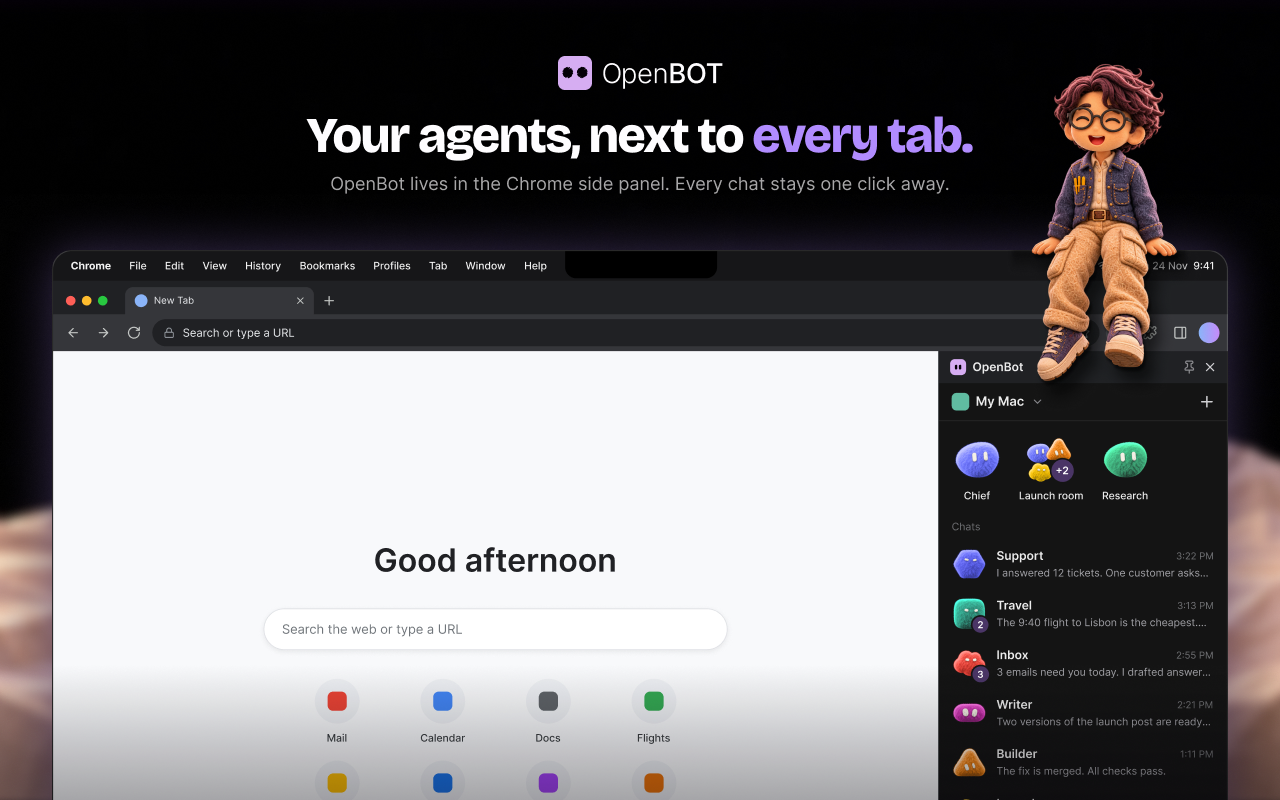 OpenBOT
Your agents, next to every tab.
OpenBot lives in the Chrome side panel. Every chat stays one click away.
Chrome File Edit View History Bookmarks Profiles Tab Window Help
24 Nov 9:41
New Tab
Search or type a URL
OpenBot
My Mac
+2
Chief Launch room Research
Chats
Support 3:22 PM
I answered 12 tickets. One customer asks...
Travel 3:13 PM
The 9:40 flight to Lisbon is the cheapest....
2
Inbox 2:55 PM
3 emails need you today. I drafted answer...
3
Writer 2:21 PM
Two versions of the launch post are ready...
Builder 1:11 PM
The fix is merged. All checks pass.
Good afternoon
Search the web or type a URL
Mail Calendar Docs Flights